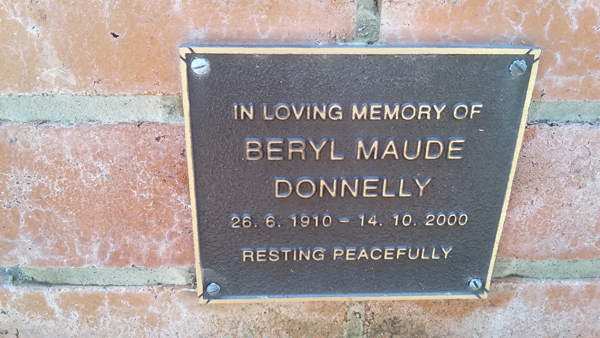 IN LOVING MEMORY OF
BERYL MAUDE
DONNELLY
26. 6. 1910 – 14. 10. 2000
RESTING PEACEFULLY